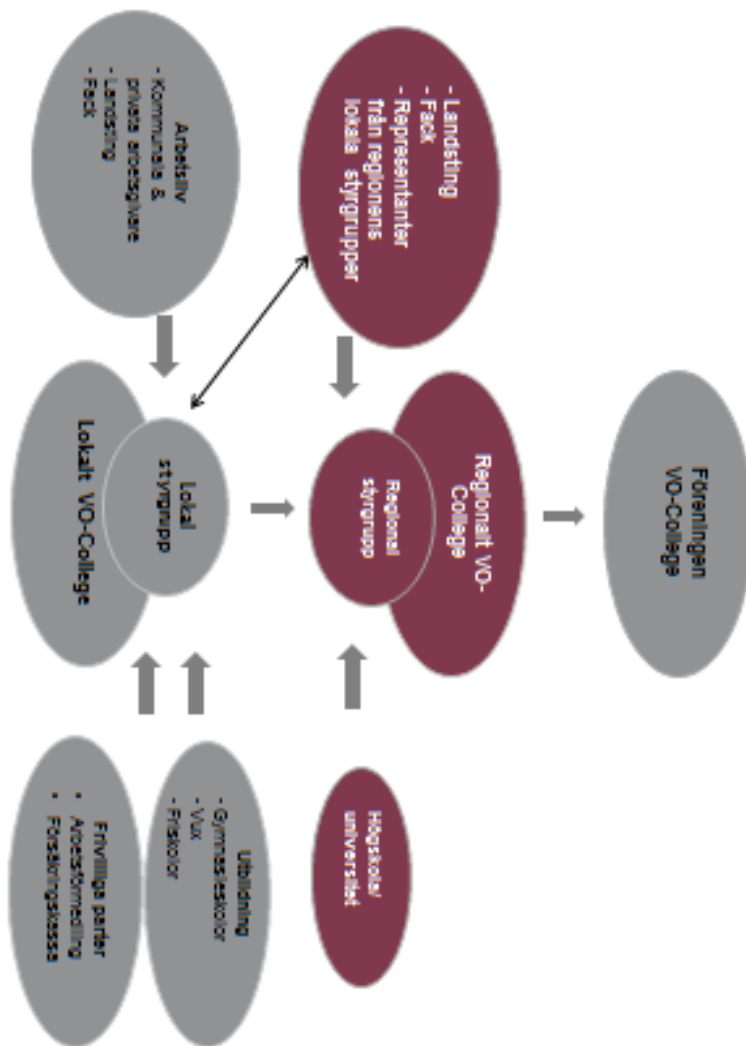 Föreningen
VO-College
- Landsting
- Fack
- Representanter
från regionens
lokala styrgrupper
Regionalt VO-
College
Regional
styrgrupp
Högskola/
universitet
Arbetsliv
- Kommunala &
privata arbetsgivare
- Landsting
- Fack
Lokal
styrgrupp
Lokalt VO-College
Utbildning
- Gymnasieskolor
- Vux
- Friskolor
Frivilliga parter
• Arbetsförmedling
• Försäkringskassa